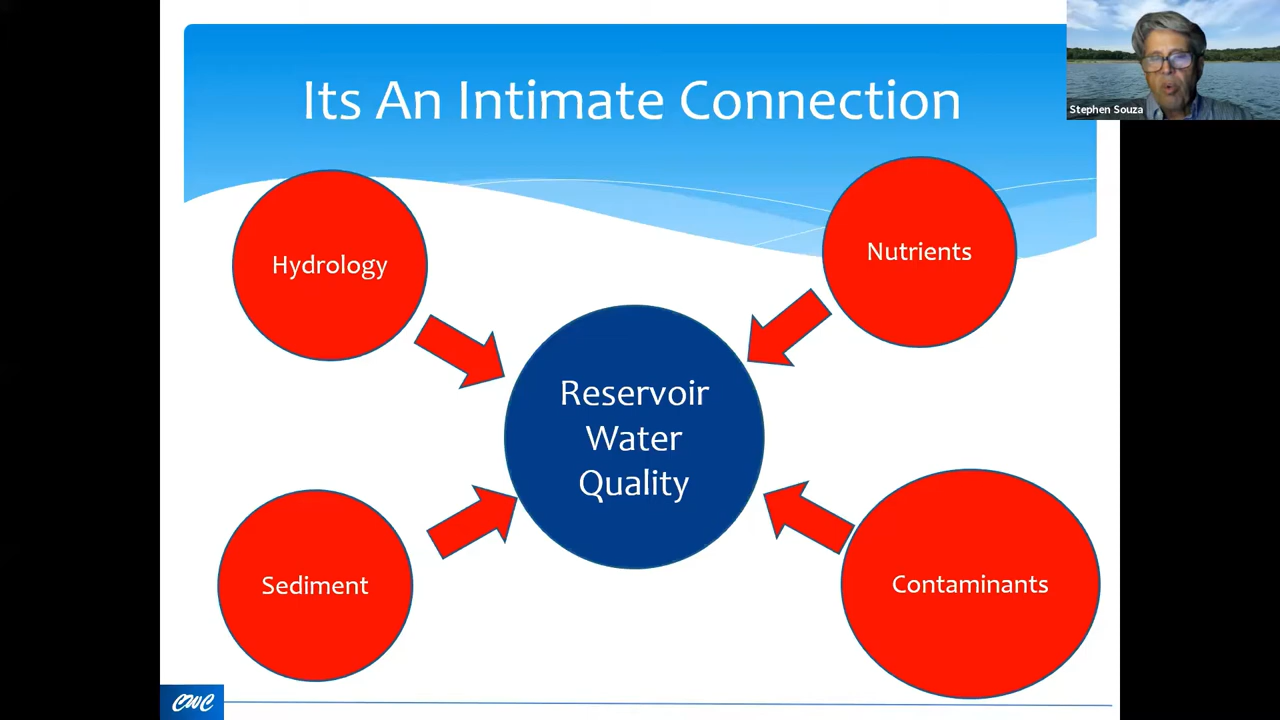 Its An Intimate Connection
Stephen Souza
Hydrology
Nutrients
Reservoir
Water
Quality
Sediment
Contaminants
CWC